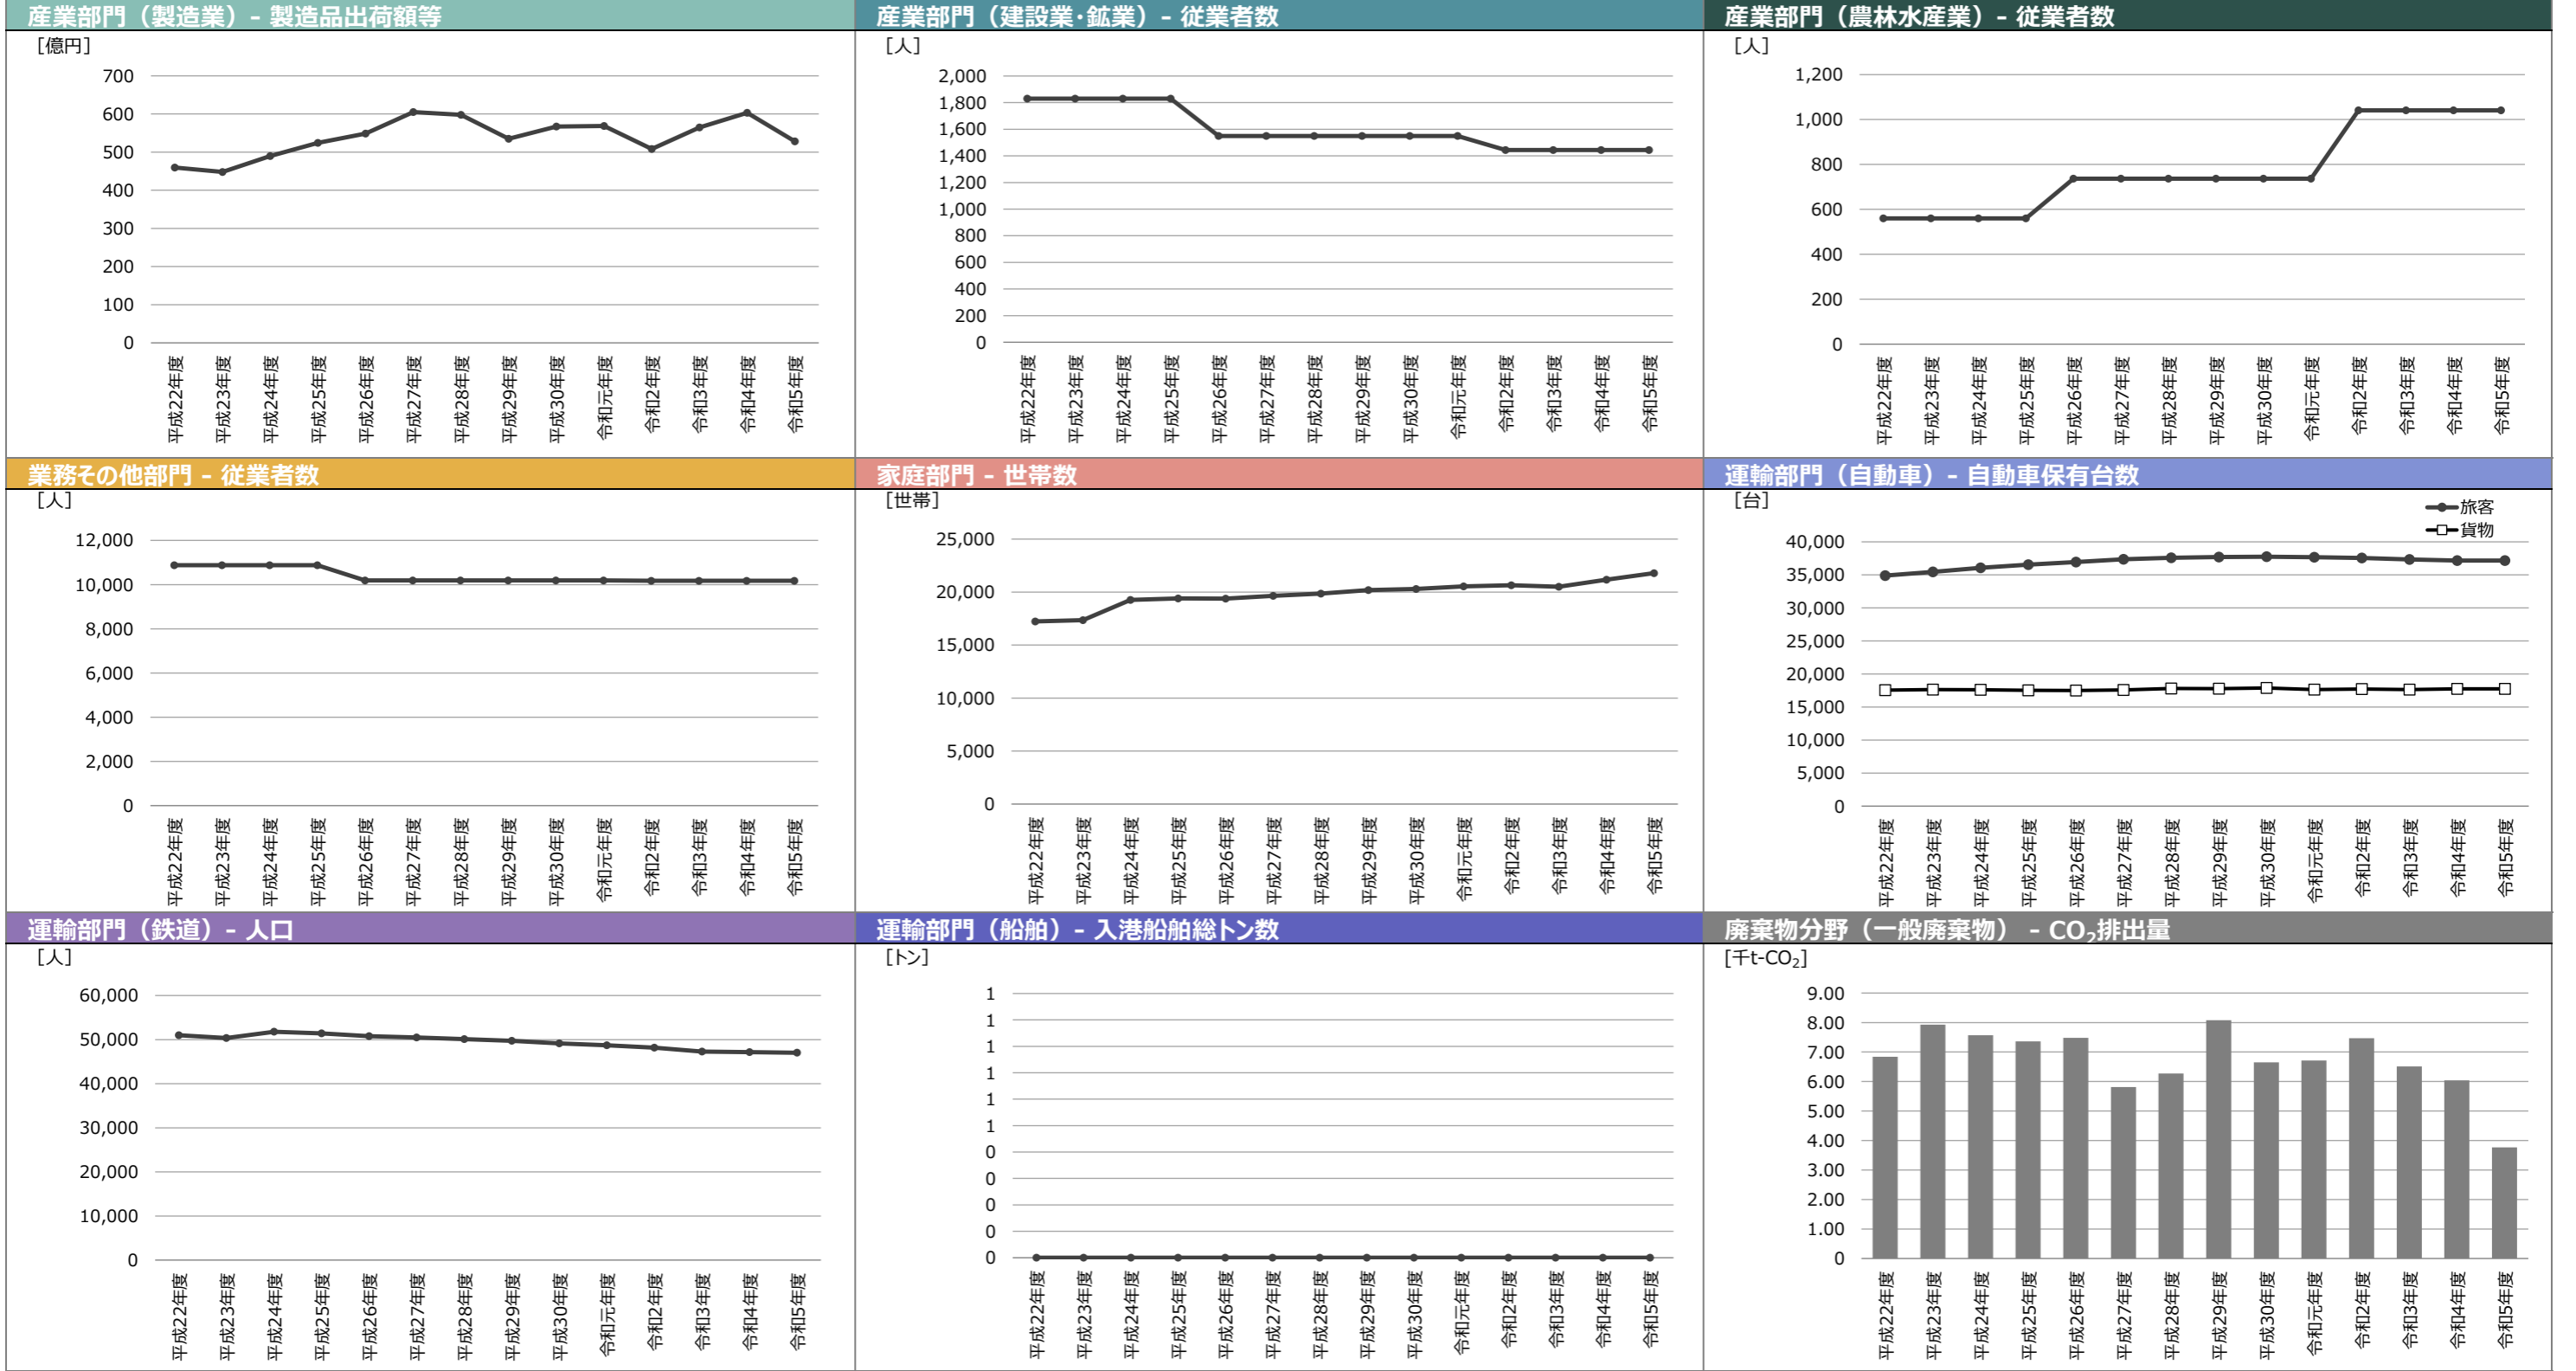 産業部門（製造業）- 製造品出荷額等
[億円]
700
600
500
400
300
200
100
0
平成22年度
平成23年度
平成24年度
平成25年度
平成26年度
平成27年度
平成28年度
平成29年度
平成30年度
令和元年度
令和2年度
令和3年度
令和4年度
令和5年度
産業部門（建設業･鉱業）- 従業者数
[人]
2,000
1,800
1,600
1,400
1,200
1,000
800
600
400
200
0
平成22年度
平成23年度
平成24年度
平成25年度
平成26年度
平成27年度
平成28年度
平成29年度
平成30年度
令和元年度
令和2年度
令和3年度
令和4年度
令和5年度
産業部門（農林水産業）- 従業者数
[人]
1,200
1,000
800
600
400
200
0
平成22年度
平成23年度
平成24年度
平成25年度
平成26年度
平成27年度
平成28年度
平成29年度
平成30年度
令和元年度
令和2年度
令和3年度
令和4年度
令和5年度
業務その他部門 - 従業者数
[人]
12,000
10,000
8,000
6,000
4,000
2,000
0
平成22年度
平成23年度
平成24年度
平成25年度
平成26年度
平成27年度
平成28年度
平成29年度
平成30年度
令和元年度
令和2年度
令和3年度
令和4年度
令和5年度
家庭部門 - 世帯数
[世帯]
25,000
20,000
15,000
10,000
5,000
0
平成22年度
平成23年度
平成24年度
平成25年度
平成26年度
平成27年度
平成28年度
平成29年度
平成30年度
令和元年度
令和2年度
令和3年度
令和4年度
令和5年度
運輸部門（自動車）- 自動車保有台数
[台]
旅客
貨物
40,000
35,000
30,000
25,000
20,000
15,000
10,000
5,000
0
平成22年度
平成23年度
平成24年度
平成25年度
平成26年度
平成27年度
平成28年度
平成29年度
平成30年度
令和元年度
令和2年度
令和3年度
令和4年度
令和5年度
運輸部門（鉄道）- 人口
[人]
60,000
50,000
40,000
30,000
20,000
10,000
0
平成22年度
平成23年度
平成24年度
平成25年度
平成26年度
平成27年度
平成28年度
平成29年度
平成30年度
令和元年度
令和2年度
令和3年度
令和4年度
令和5年度
運輸部門（船舶）- 入港船舶総トン数
[トン]
1
1
1
1
1
1
0
0
0
0
0
平成22年度
平成23年度
平成24年度
平成25年度
平成26年度
平成27年度
平成28年度
平成29年度
平成30年度
令和元年度
令和2年度
令和3年度
令和4年度
令和5年度
廃棄物分野（一般廃棄物） - CO₂排出量
[千t-CO₂]
9.00
8.00
7.00
6.00
5.00
4.00
3.00
2.00
1.00
0
平成22年度
平成23年度
平成24年度
平成25年度
平成26年度
平成27年度
平成28年度
平成29年度
平成30年度
令和元年度
令和2年度
令和3年度
令和4年度
令和5年度